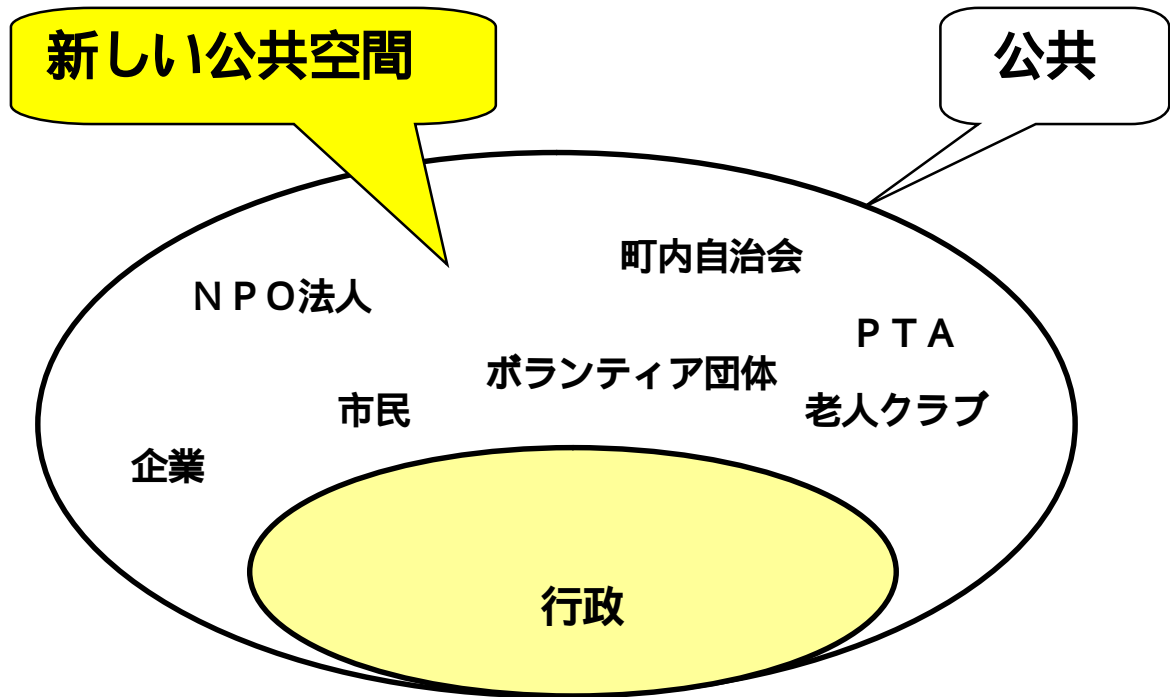 新しい公共空間
公共
町内自治会
ＮＰＯ法人
ＰＴＡ
ボランティア団体
市民
老人クラブ
企業
行政